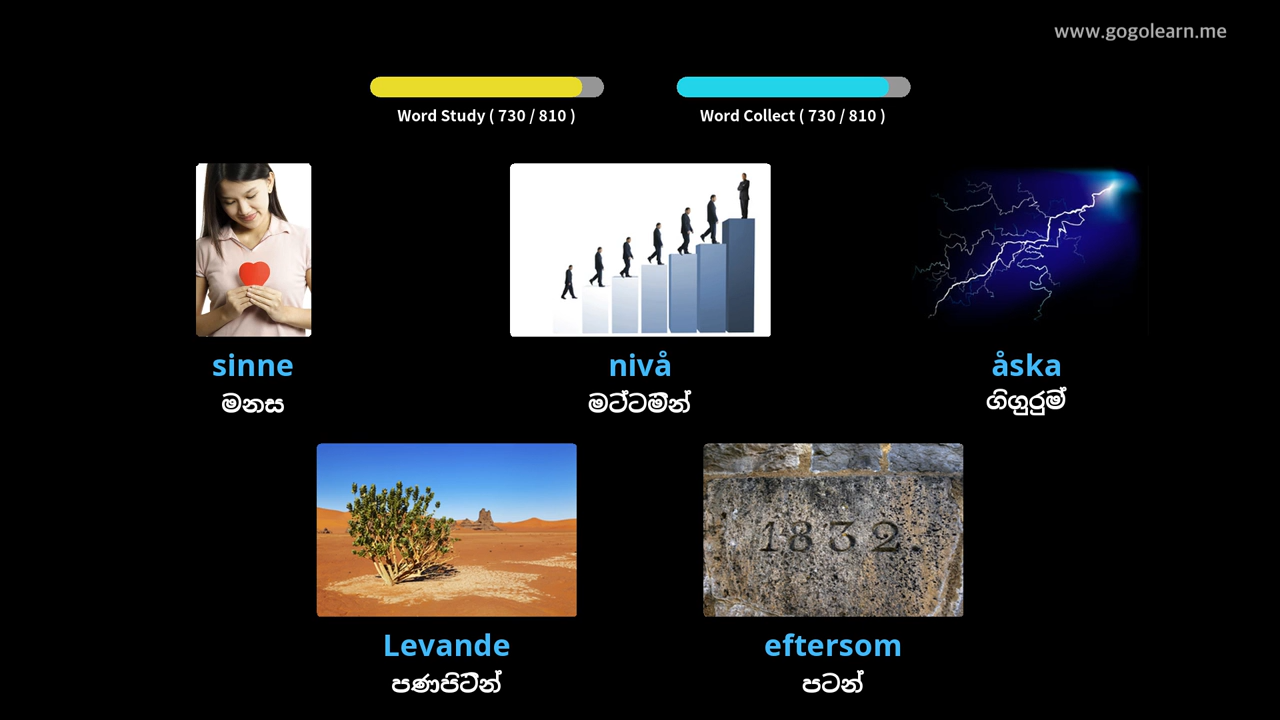 www.gogolearn.me
Word Study ( 730 / 810 )
Word Collect ( 730 / 810 )
sinne
මනස
nivå
මට්ටමින්
åska
ගිගුරුම්
Levande
පණපිටින්
eftersom
පටන්
1832.